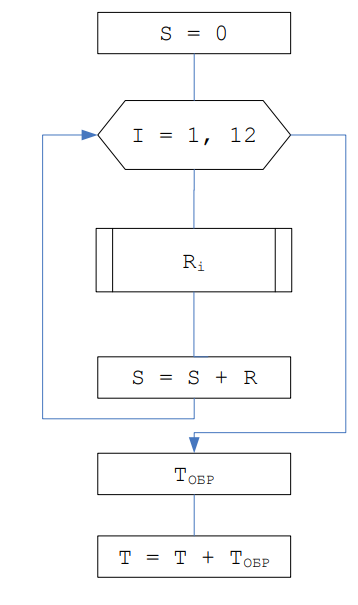 S = 0
I = 1, 12
Rᵢ
S = S + R
TОБР
T = T + TОБР